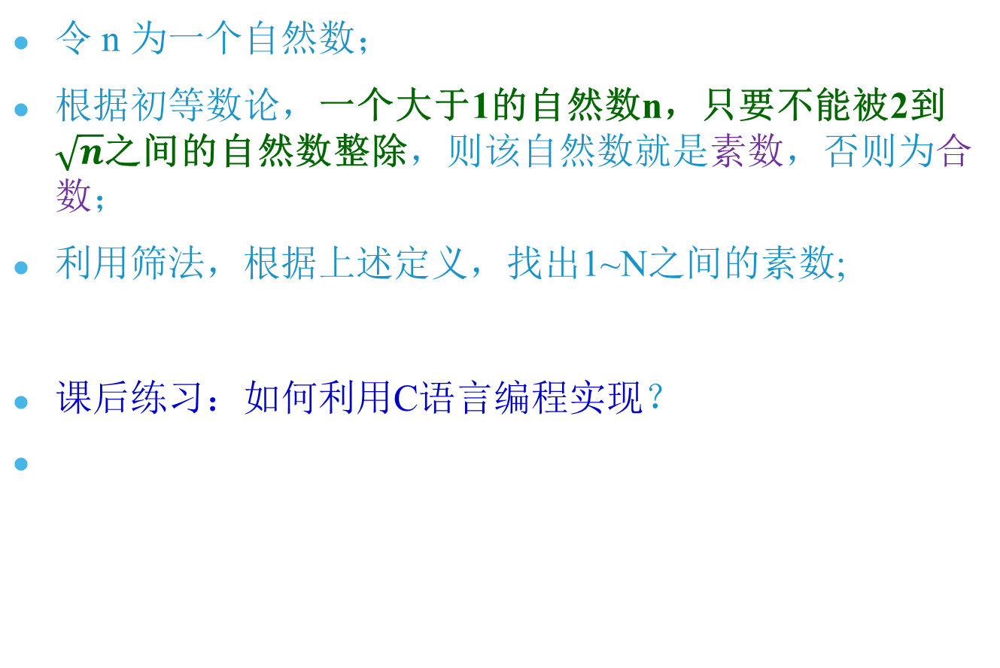 令 n 为一个自然数；
根据初等数论，一个大于1的自然数n，只要不能被2到
√n之间的自然数整除，则该自然数就是素数，否则为合
数；
利用筛法，根据上述定义，找出1~N之间的素数;
课后练习：如何利用C语言编程实现？